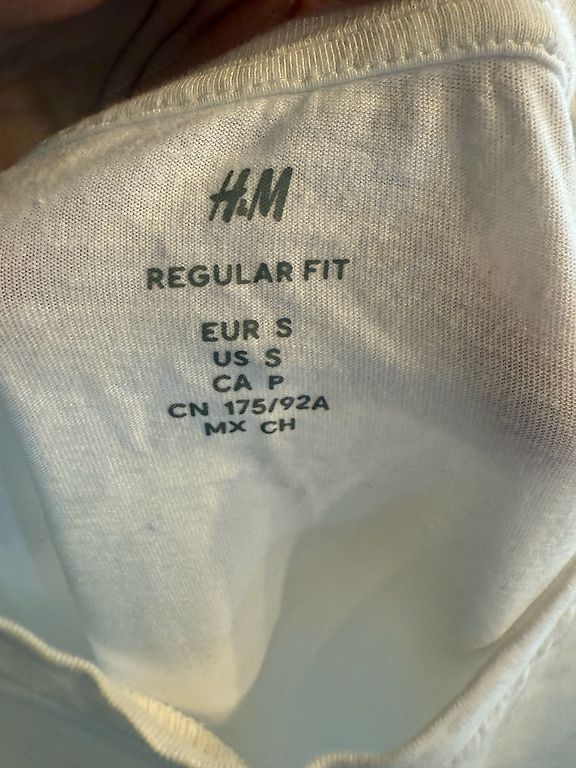 H&M
REGULAR FIT
EUR S
US S
CA P
CN 175/92A
MX CH